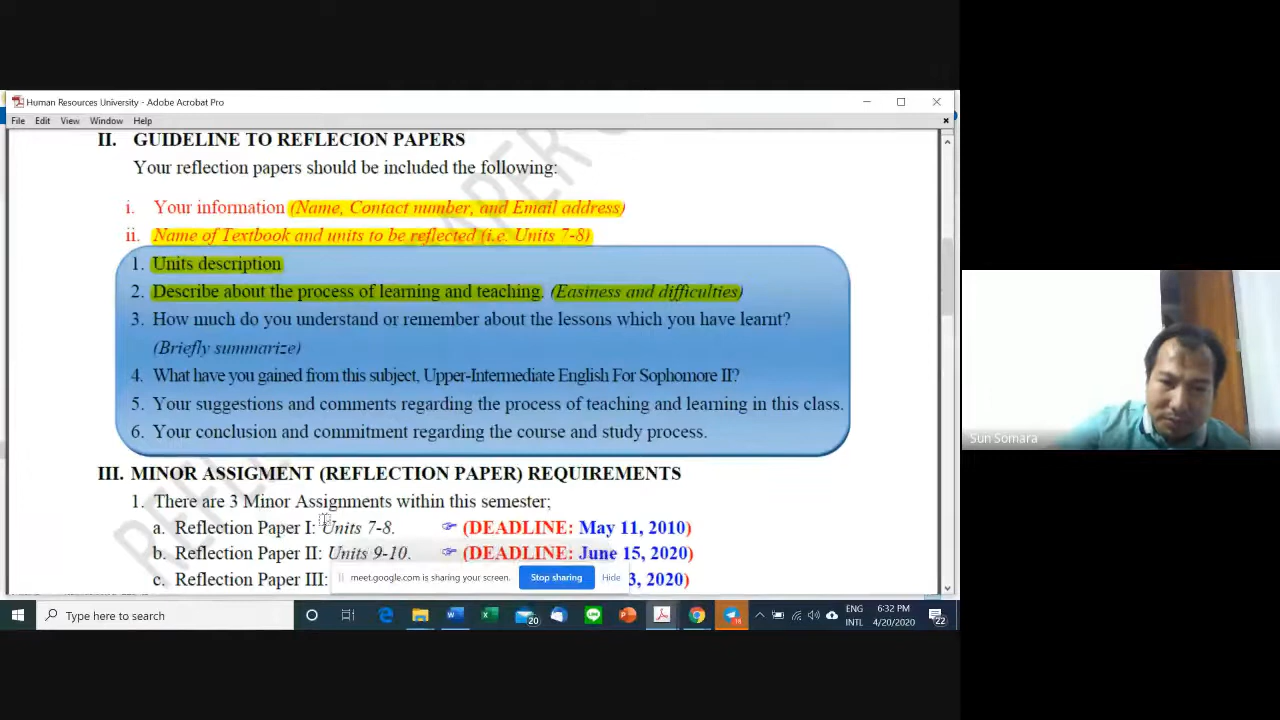 Human Resources University - Adobe Acrobat Pro
File Edit View Window Help
II. GUIDELINE TO REFLECION PAPERS
Your reflection papers should be included the following:
i. Your information (Name, Contact number, and Email address)
ii. Name of Textbook and units to be reflected (i.e. Units 7-8)
1. Units description
2. Describe about the process of learning and teaching. (Easiness and difficulties)
3. How much do you understand or remember about the lessons which you have learnt?
(Briefly summarize)
4. What have you gained from this subject, Upper-Intermediate English For Sophomore II'?
5. Your suggestions and comments regarding the process of teaching and learning in this class.
6. Your conclusion and commitment regarding the course and study process.
III. MINOR ASSIGMENT (REFLECTION PAPER) REQUIREMENTS
1. There are 3 Minor Assignments within this semester;
a. Reflection Paper I: Units 7-8. ☞ (DEADLINE: May 11, 2010)
b. Reflection Paper II: Units 9-10. ☞ (DEADLINE: June 15, 2020)
c. Reflection Paper III: 3, 2020)
meet.google.com is sharing your screen. Stop sharing Hide
Sun Somara
Type here to search
20
18
ENG
INTL
6:32 PM
4/20/2020
22